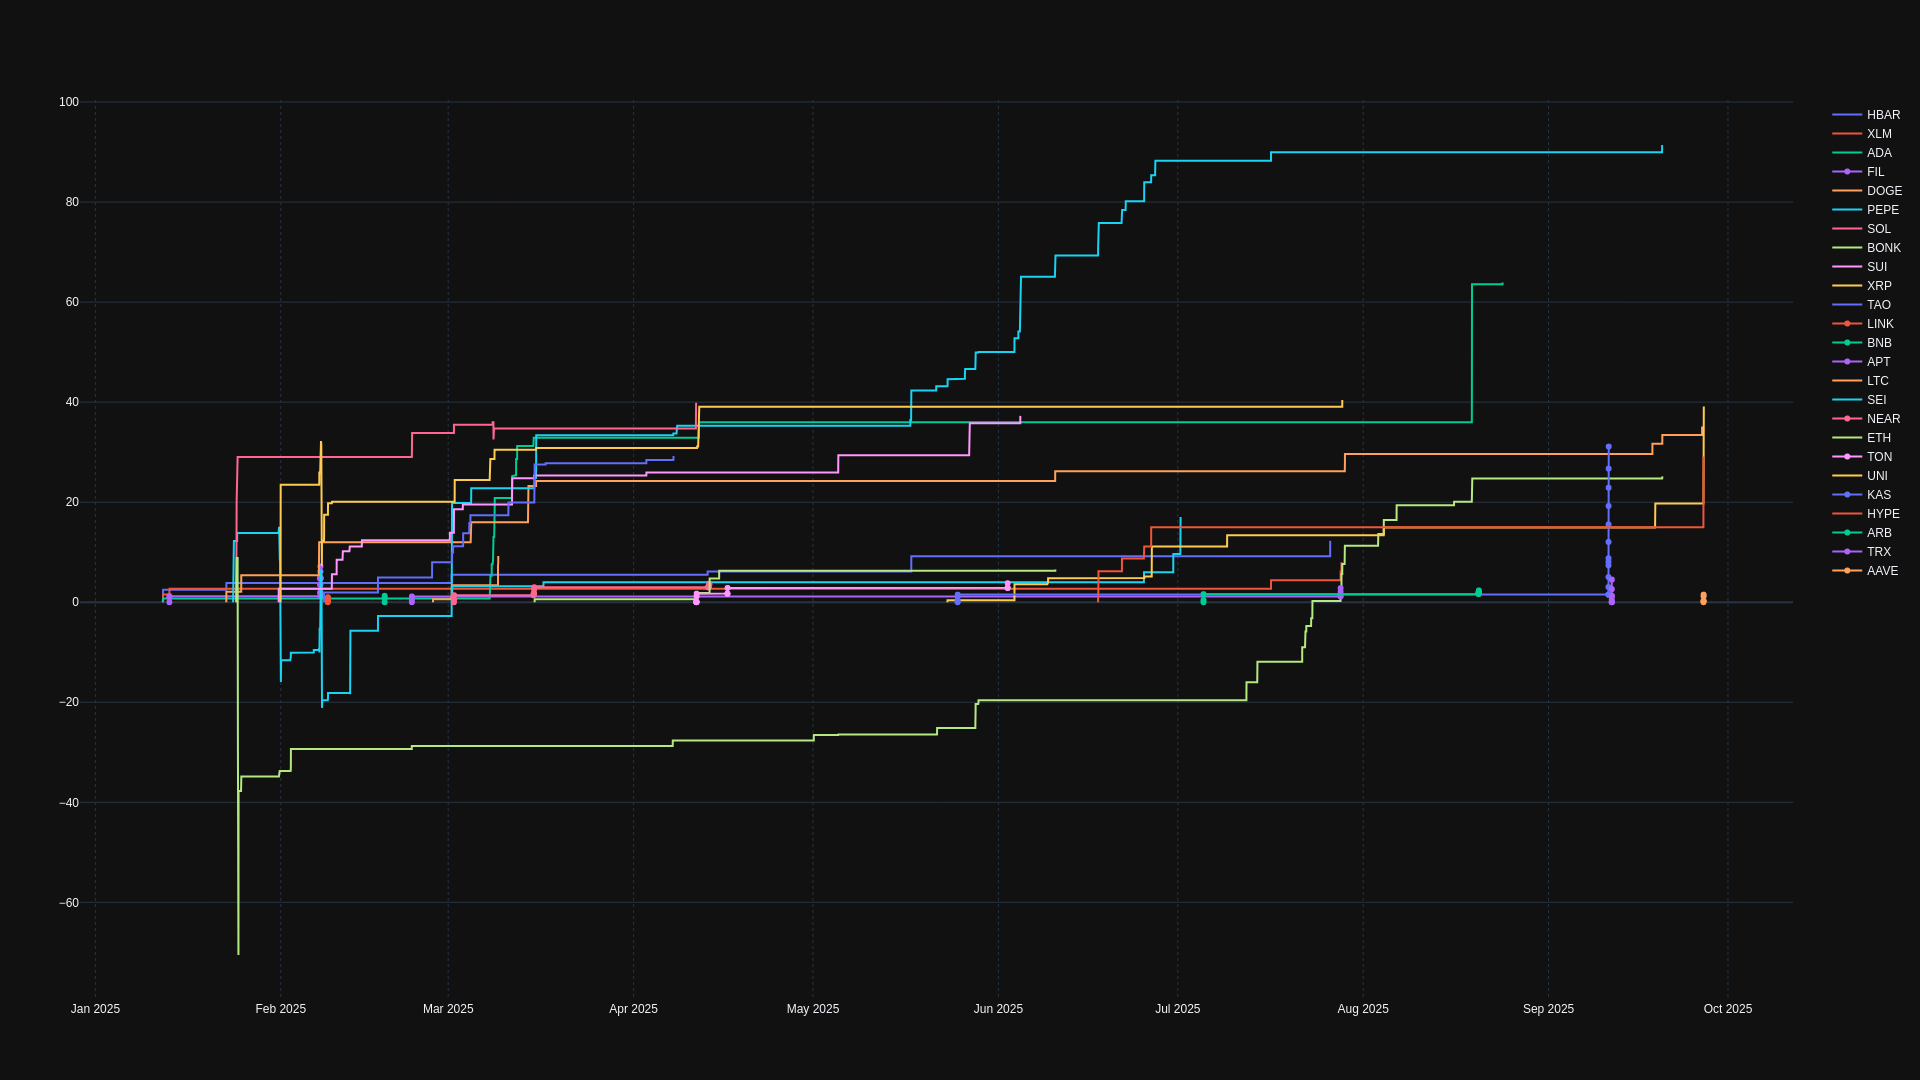 100
80
60
40
20
0
−20
−40
−60
Jan 2025
Feb 2025
Mar 2025
Apr 2025
May 2025
Jun 2025
Jul 2025
Aug 2025
Sep 2025
Oct 2025
HBAR
XLM
ADA
FIL
DOGE
PEPE
SOL
BONK
SUI
XRP
TAO
LINK
BNB
APT
LTC
SEI
NEAR
ETH
TON
UNI
KAS
HYPE
ARB
TRX
AAVE